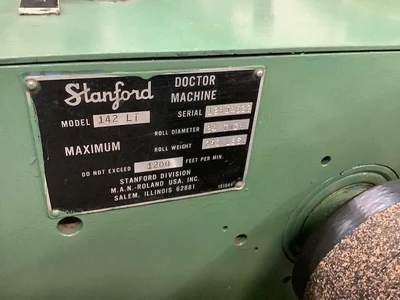 Stanford DOCTOR MACHINE
MODEL 142 LI SERIAL
ROLL DIAMETER
MAXIMUM ROLL WEIGHT
DO NOT EXCEED 1200 FEET PER MIN.
STANFORD DIVISION
M.A.N.-ROLAND USA, INC.
SALEM, ILLINOIS 62881